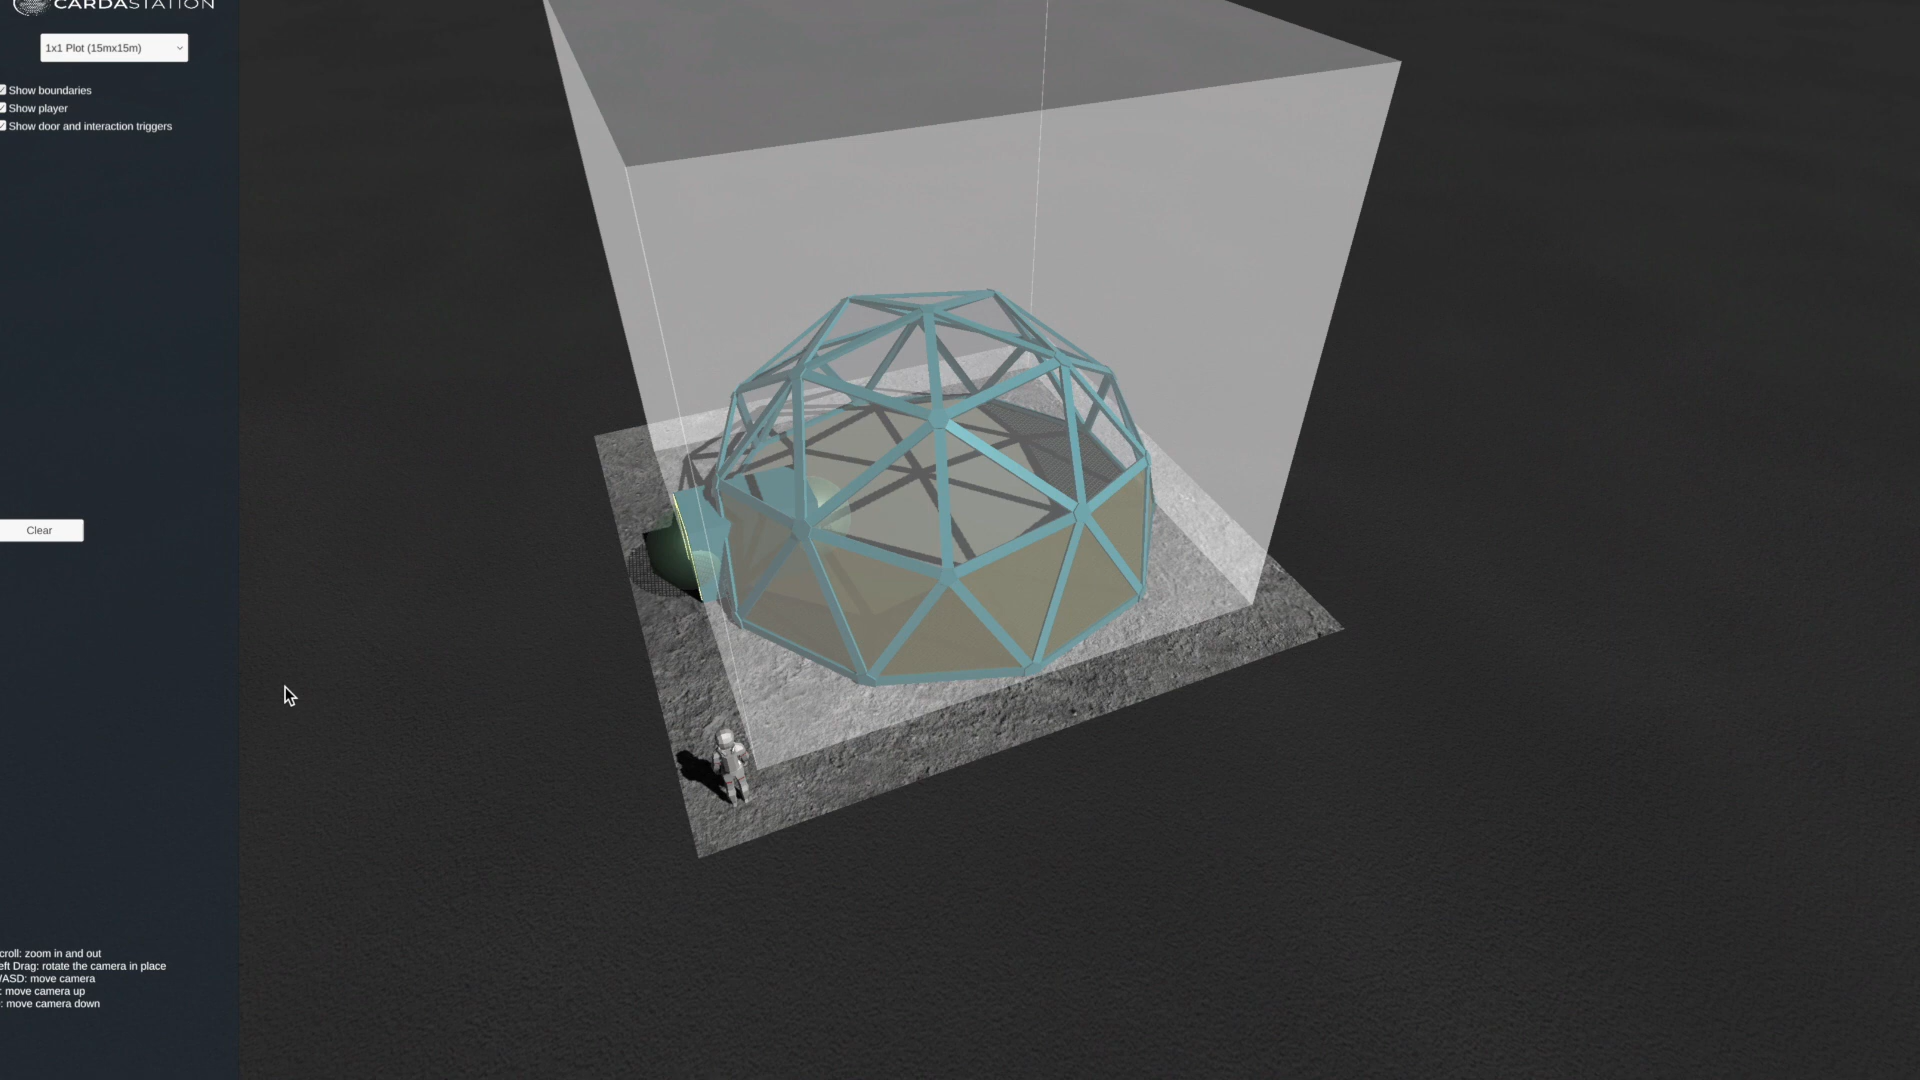 CARDASTATION
1x1 Plot (15mx15m)
Show boundaries
Show player
Show door and interaction triggers
Clear
croll: zoom in and out
eft Drag: rotate the camera in place
/ASD: move camera
: move camera up
: move camera down